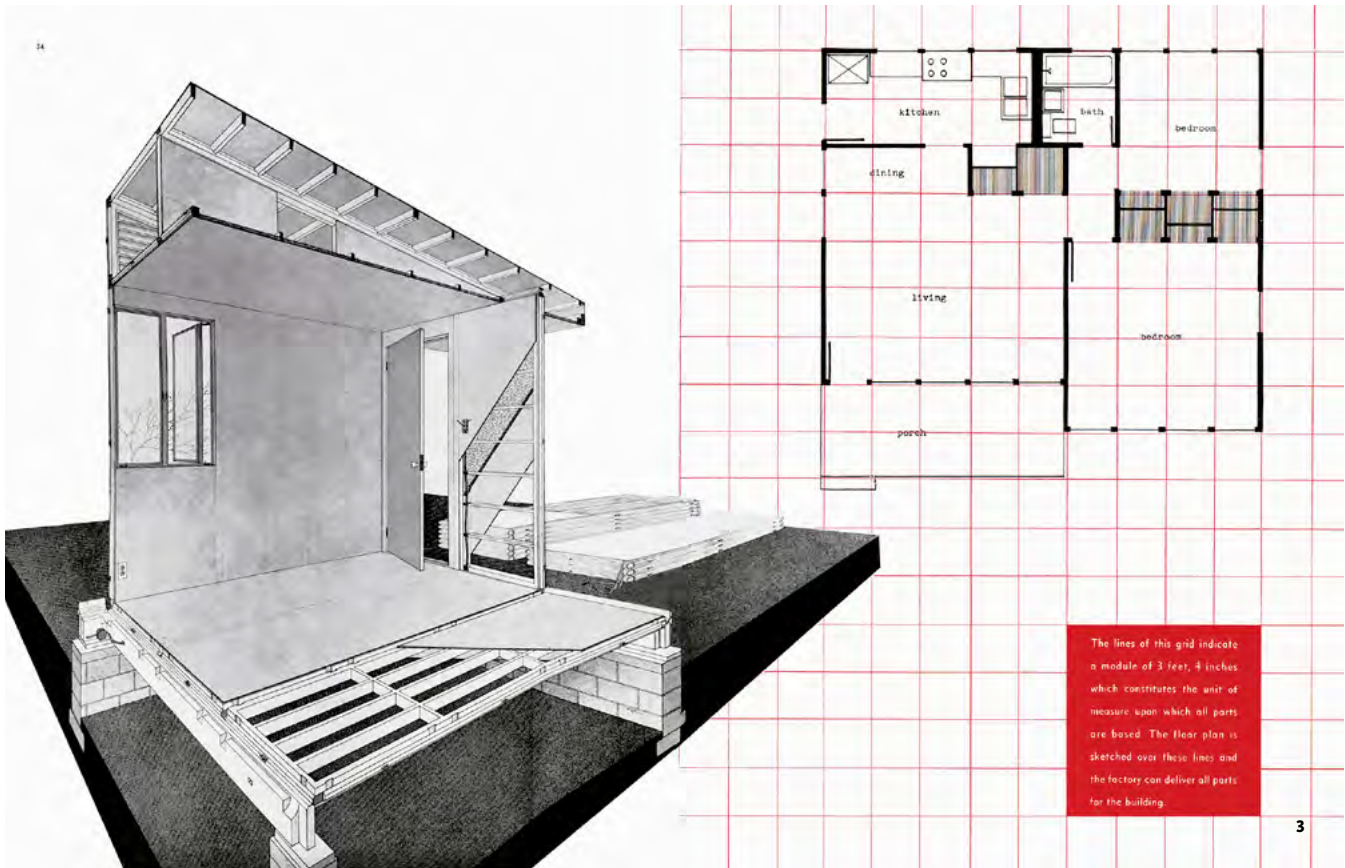 34
kitchen
bath
bedroom
dining
living
bedroom
porch
The lines of this grid indicate
a module of 3 feet, 4 inches
which constitutes the unit of
measure upon which all parts
are based. The floor plan is
sketched over these lines and
the factory can deliver all parts
for the building.
3